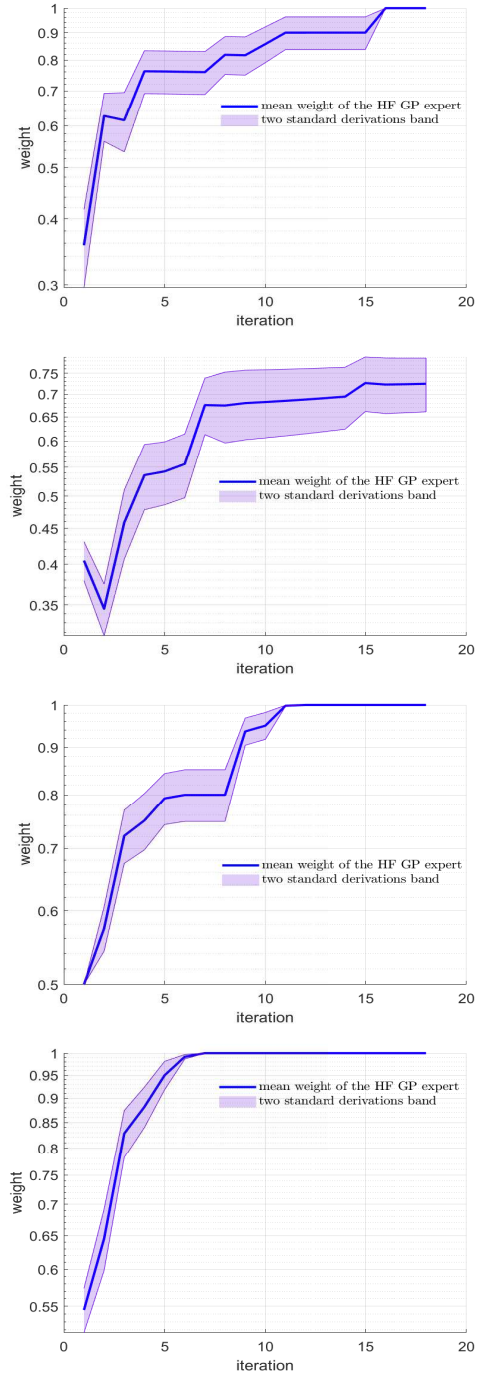 1
0.9
0.8
0.7
0.6
0.5
0.4
0.3
weight
mean weight of the HF GP expert
two standard derivations band
0 5 10 15 20
iteration
0.75
0.7
0.65
0.6
0.55
0.5
0.45
0.4
0.35
weight
mean weight of the HF GP expert
two standard derivations band
0 5 10 15 20
iteration
1
0.9
0.8
0.7
0.6
0.5
weight
mean weight of the HF GP expert
two standard derivations band
0 5 10 15 20
iteration
1
0.95
0.9
0.85
0.8
0.75
0.7
0.65
0.6
0.55
weight
mean weight of the HF GP expert
two standard derivations band
0 5 10 15 20
iteration